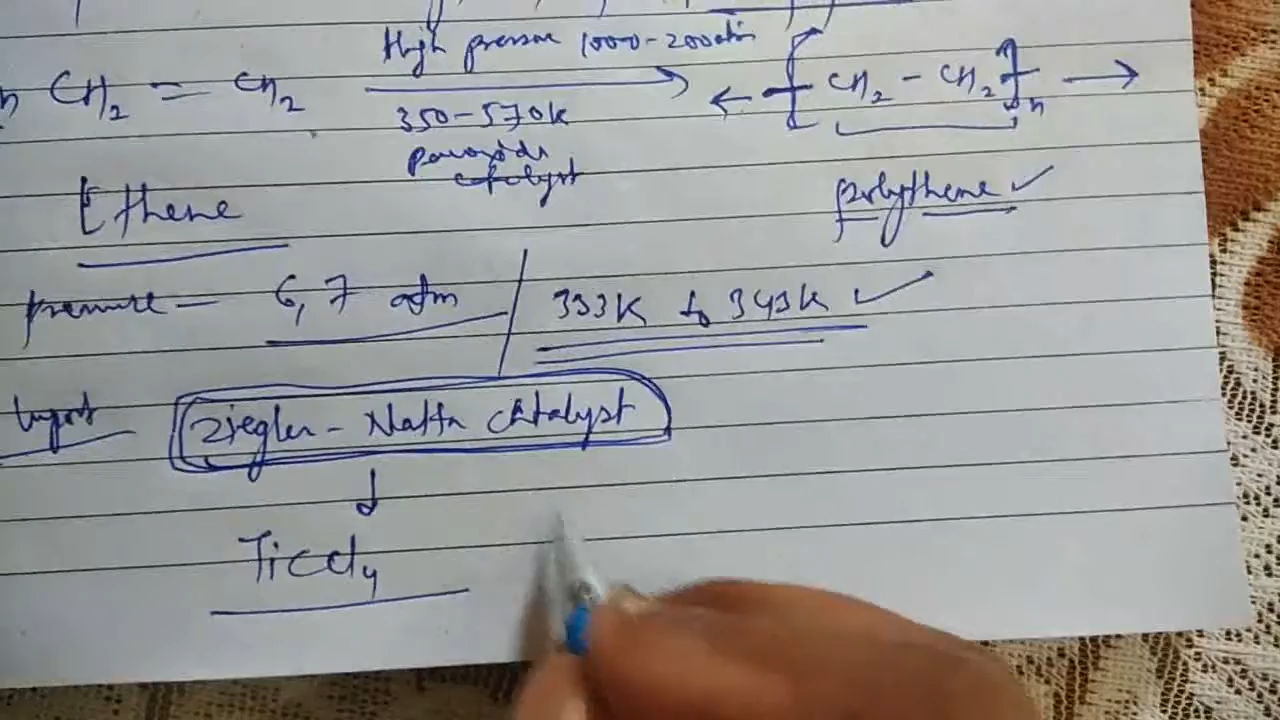 High pressure 1000-2000atm
n CH2 = CH2 ⟶ ← [ CH2 - CH2 ]n →
350-570K
peroxide
catalyst
Ethene
polythene ✓
pressure - 6, 7 atm / 333K to 343K ✓
Ziegler - Natta Catalyst
↓
TiCl4